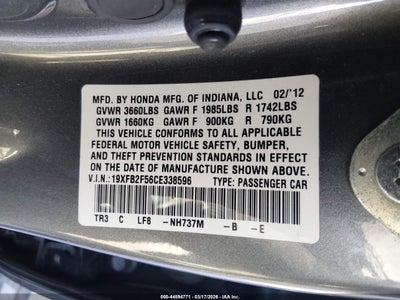 MFD. BY HONDA MFG. OF INDIANA, LLC 02/'12
GVWR 3660LBS GAWR F 1985LBS R 1742LBS
GVWR 1660KG GAWR F 900KG R 790KG
THIS VEHICLE CONFORMS TO ALL APPLICABLE
FEDERAL MOTOR VEHICLE SAFETY, BUMPER,
AND THEFT PREVENTION STANDARDS IN EFFECT
ON THE DATE OF MANUFACTURE SHOWN ABOVE.
V.I.N.: 19XFB2F56CE338596 TYPE: PASSENGER CAR
TR3 C LF8 -NH737M -B -E
IAA: 44594771 | 03/17/2026 | IAA, Inc.